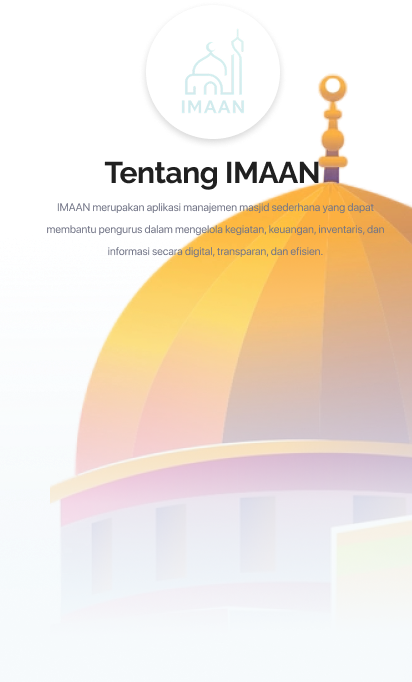 IMAAN
Tentang IMAAN
IMAAN merupakan aplikasi manajemen masjid sederhana yang dapat
membantu pengurus dalam mengelola kegiatan, keuangan, inventaris, dan
informasi secara digital, transparan, dan efisien.